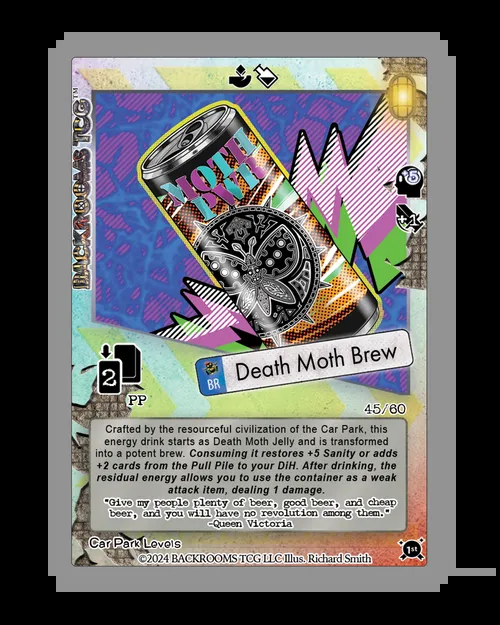 BACKROOMS TCG™
MOTH
PWR
5
1
2
PP
BR
Death Moth Brew
45/60
Crafted by the resourceful civilization of the Car Park, this
energy drink starts as Death Moth Jelly and is transformed
into a potent brew. Consuming it restores +5 Sanity or adds
+2 cards from the Pull Pile to your DiH. After drinking, the
residual energy allows you to use the container as a weak
attack item, dealing 1 damage.
"Give my people plenty of beer, good beer, and cheap
beer, and you will have no revolution among them."
-Queen Victoria
Car Park Levels
©2024 BACKROOMS TCG LLC Illus. Richard Smith
1st